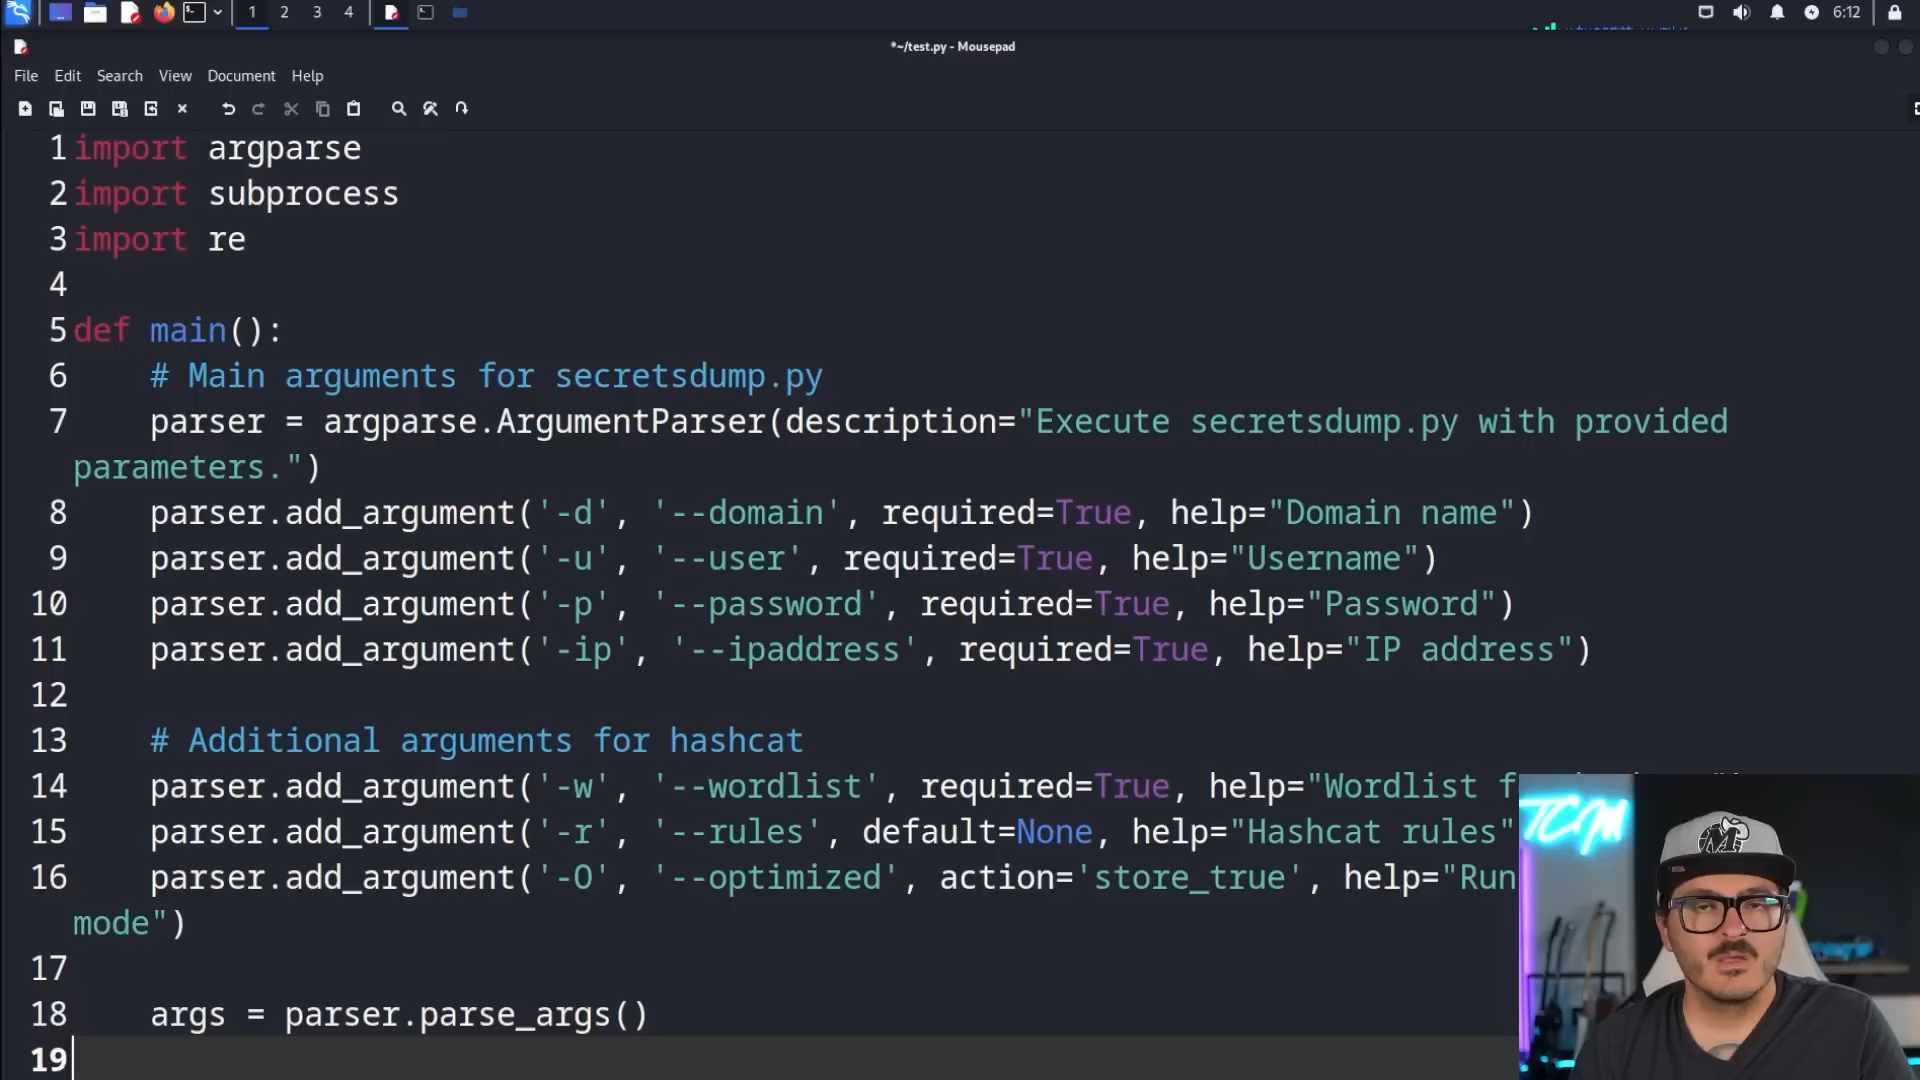 1 2 3 4 6:12
*~/test.py - Mousepad
File Edit Search View Document Help
1 import argparse
2 import subprocess
3 import re
4
5 def main():
6 # Main arguments for secretsdump.py
7 parser = argparse.ArgumentParser(description="Execute secretsdump.py with provided
parameters.")
8 parser.add_argument('-d', '--domain', required=True, help="Domain name")
9 parser.add_argument('-u', '--user', required=True, help="Username")
10 parser.add_argument('-p', '--password', required=True, help="Password")
11 parser.add_argument('-ip', '--ipaddress', required=True, help="IP address")
12
13 # Additional arguments for hashcat
14 parser.add_argument('-w', '--wordlist', required=True, help="Wordlist
15 parser.add_argument('-r', '--rules', default=None, help="Hashcat rules"
16 parser.add_argument('-O', '--optimized', action='store_true', help="Run
mode")
17
18 args = parser.parse_args()
19
TCM
M